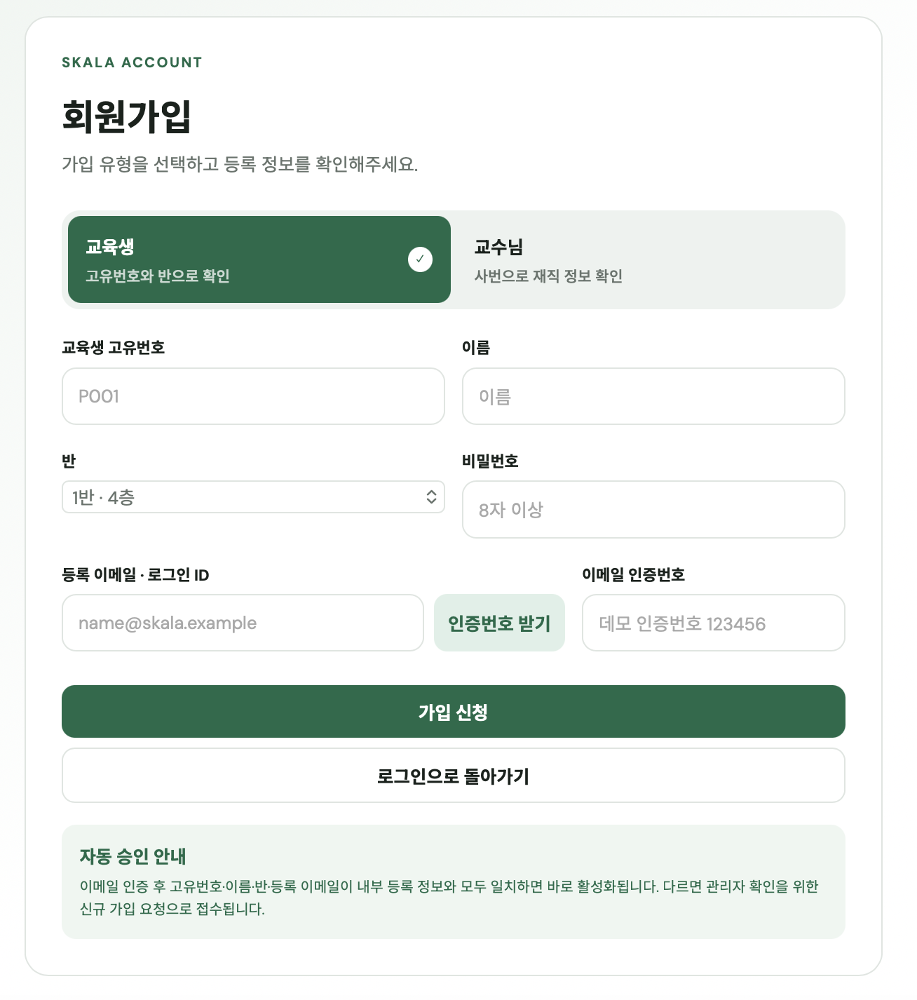 SKALA ACCOUNT
회원가입
가입 유형을 선택하고 등록 정보를 확인해주세요.
교육생
고유번호와 반으로 확인
교수님
사번으로 재직 정보 확인
교육생 고유번호
P001
이름
이름
반
1반 · 4층
비밀번호
8자 이상
등록 이메일 · 로그인 ID
name@skala.example
인증번호 받기
이메일 인증번호
데모 인증번호 123456
가입 신청
로그인으로 돌아가기
자동 승인 안내
이메일 인증 후 고유번호·이름·반·등록 이메일이 내부 등록 정보와 모두 일치하면 바로 활성화됩니다. 다르면 관리자 확인을 위한
신규 가입 요청으로 접수됩니다.